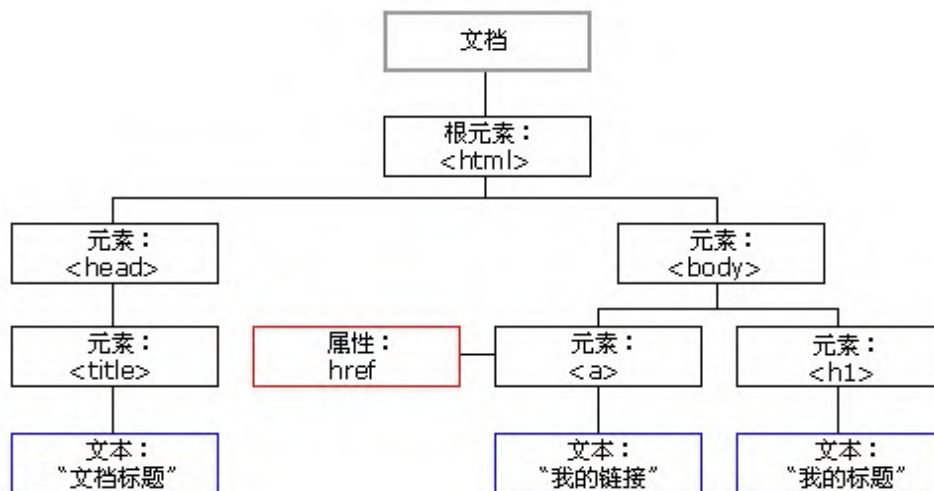 文档
根元素：
<html>
元素：
<head>
元素：
<body>
元素：
<title>
属性：
href
元素：
<a>
元素：
<h1>
文本：
“文档标题”
文本：
“我的链接”
文本：
“我的标题”